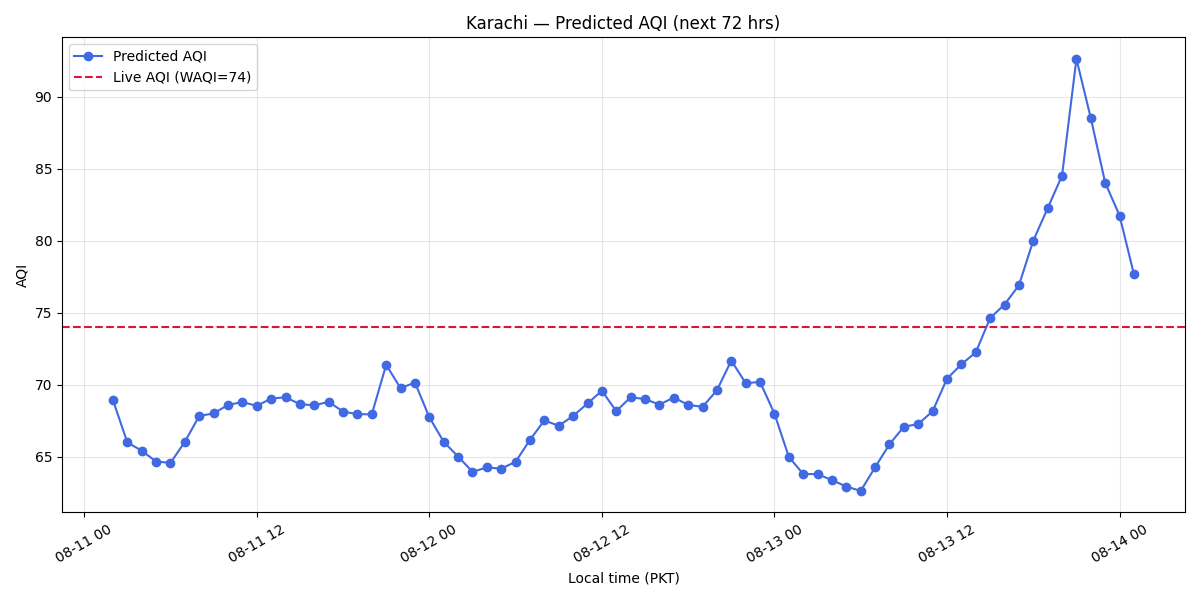 Karachi — Predicted AQI (next 72 hrs)
Predicted AQI
Live AQI (WAQI=74)
AQI
90
85
80
75
70
65
08-11 00
08-11 12
08-12 00
08-12 12
08-13 00
08-13 12
08-14 00
Local time (PKT)